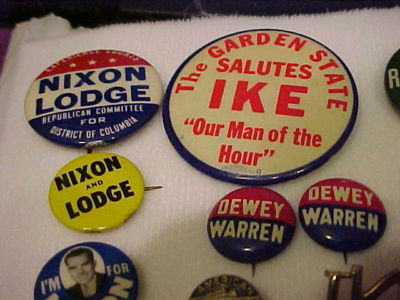 NIXON
LODGE
REPUBLICAN COMMITTEE
FOR
DISTRICT OF COLUMBIA
The GARDEN STATE
SALUTES
IKE
"Our Man of the
Hour"
NIXON
AND
LODGE
DEWEY
WARREN
DEWEY
WARREN
I'M
FOR